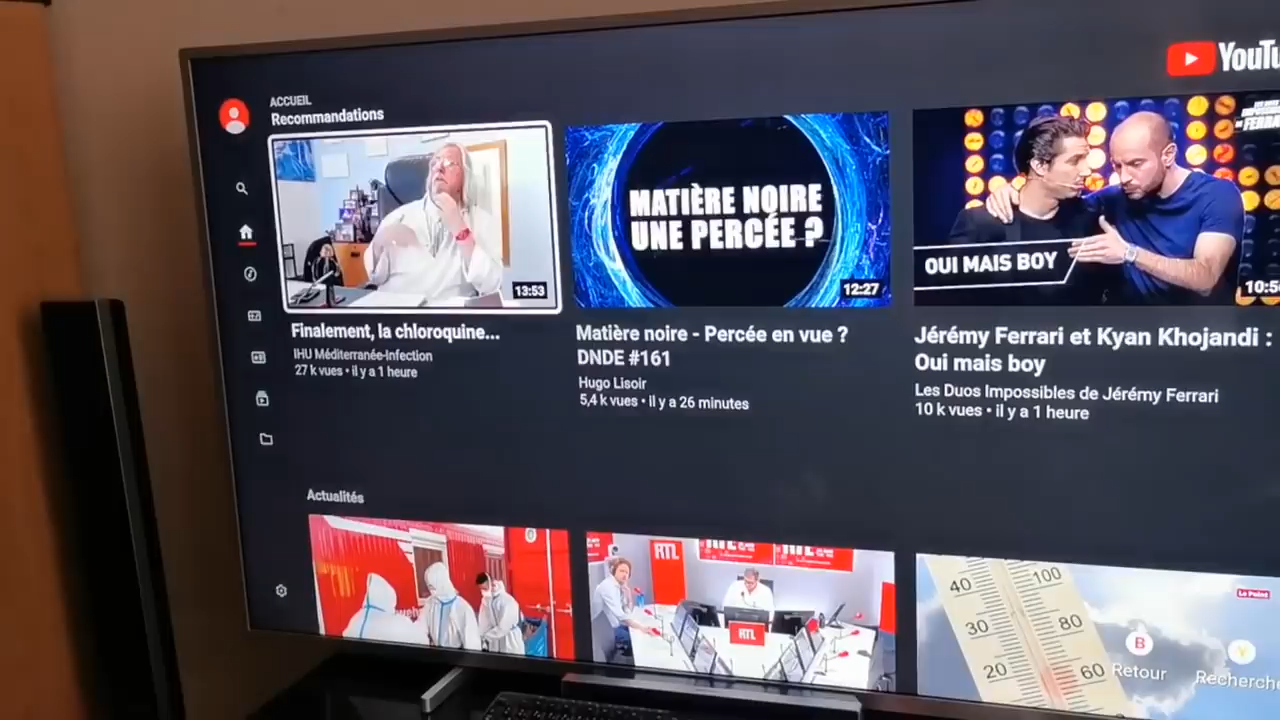 YouTu
ACCUEIL
Recommandations
13:53
MATIÈRE NOIRE
UNE PERCÉE ?
12:27
OUI MAIS BOY
10:5
Finalement, la chloroquine...
IHU Méditerranée-Infection
27 k vues • il y a 1 heure
Matière noire - Percée en vue ?
DNDE #161
Hugo Lisoir
5,4 k vues • il y a 26 minutes
Jérémy Ferrari et Kyan Khojandi :
Oui mais boy
Les Duos Impossibles de Jérémy Ferrari
10 k vues • il y a 1 heure
Actualités
RTL
RTL
RTL
RTL
40
100
30
80
20
60
Le Point
B
Retour
Y
Recherche